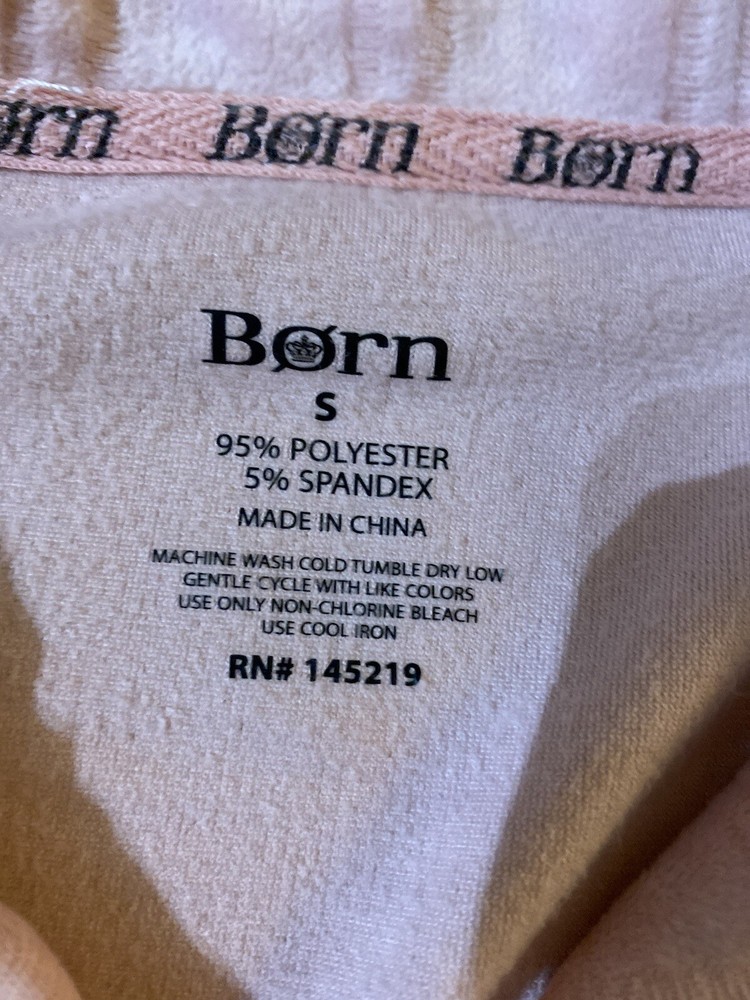 ørn Børn Børn
Børn
S
95% POLYESTER
5% SPANDEX
MADE IN CHINA
MACHINE WASH COLD TUMBLE DRY LOW
GENTLE CYCLE WITH LIKE COLORS
USE ONLY NON-CHLORINE BLEACH
USE COOL IRON
RN# 145219